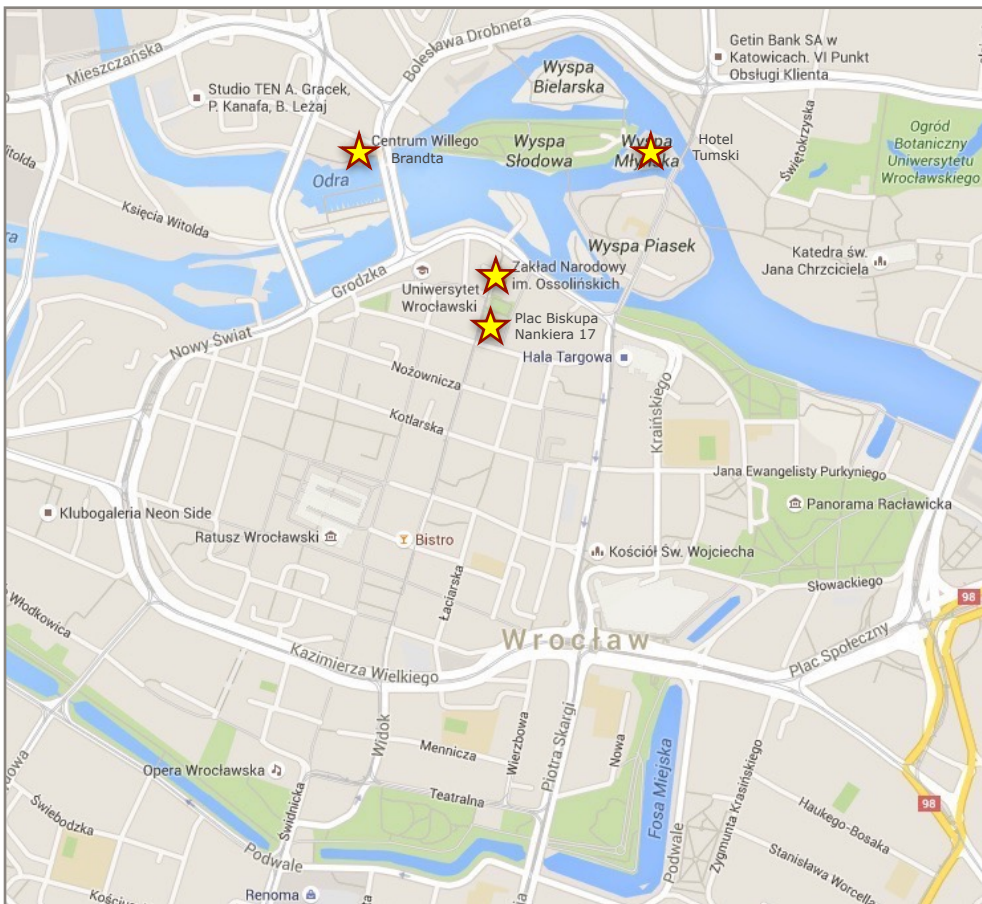 Mieszczańska
Bolesława Drobnera
Getin Bank SA w
Katowicach. VI Punkt
Obsługi Klienta
Wyspa
Bielarska
Studio TEN A. Gracek,
P. Kanafa, B. Leżaj
Centrum Willego
Brandta
Wyspa
Słodowa
Wyspa
Młyńska
Hotel
Tumski
Świętokrzyska
Ogród
Botaniczny
Uniwersytetu
Wrocławskiego
Witolda
Odra
Księcia Witolda
Wyspa Piasek
Katedra św.
Jana Chrzciciela
Grodzka
Uniwersytet
Wrocławski
Zakład Narodowy
im. Ossolińskich
Plac Biskupa
Nankiera 17
Nowy Świat
Hala Targowa
Nożownicza
Kotlarska
Kraińskiego
Jana Ewangelisty Purkyniego
Klubogaleria Neon Side
Panorama Racławicka
Ratusz Wrocławski
Bistro
Kościół Św. Wojciecha
Łaciarska
Słowackiego
98
Włodkowica
Wrocław
Plac Społeczny
Kazimierza Wielkiego
Widok
Mennicza
Wierzbowa
Piotra Skargi
Nowa
Fosa Miejska
Podwale
Zygmunta Krasińskiego
Opera Wrocławska
Teatralna
Świdnicka
Świebodzka
98
Haukego-Bosaka
Stanisława Worcella
Podwale
Renoma